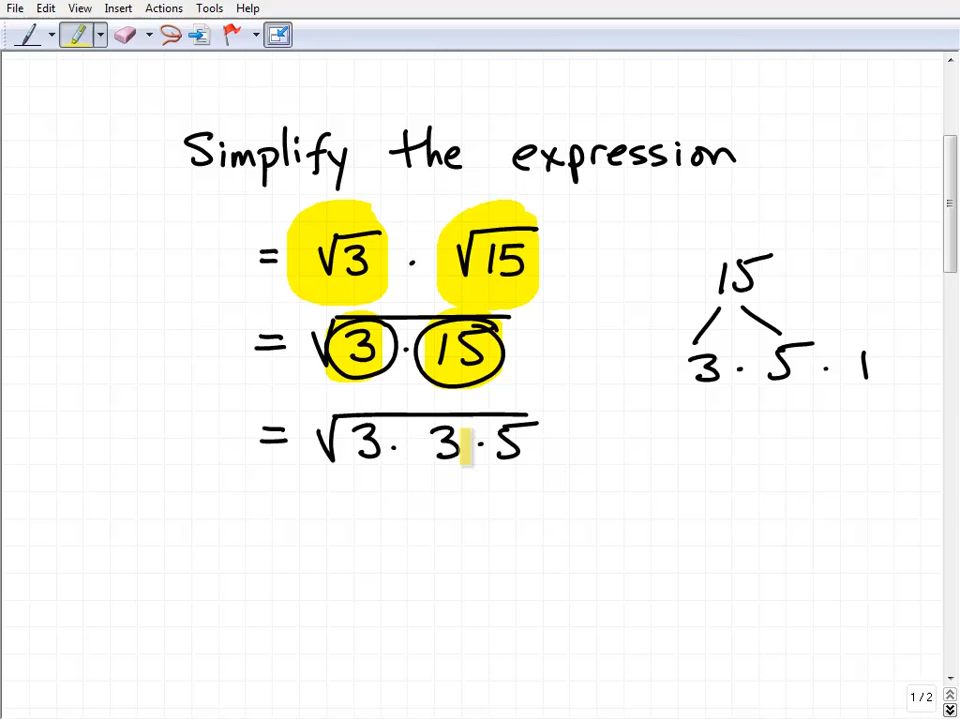 File Edit View Insert Actions Tools Help
Simplify the expression
= √3 · √15
15
= √3 · 15
3 · 5 · 1
= √3 · 3 · 5
1 / 2